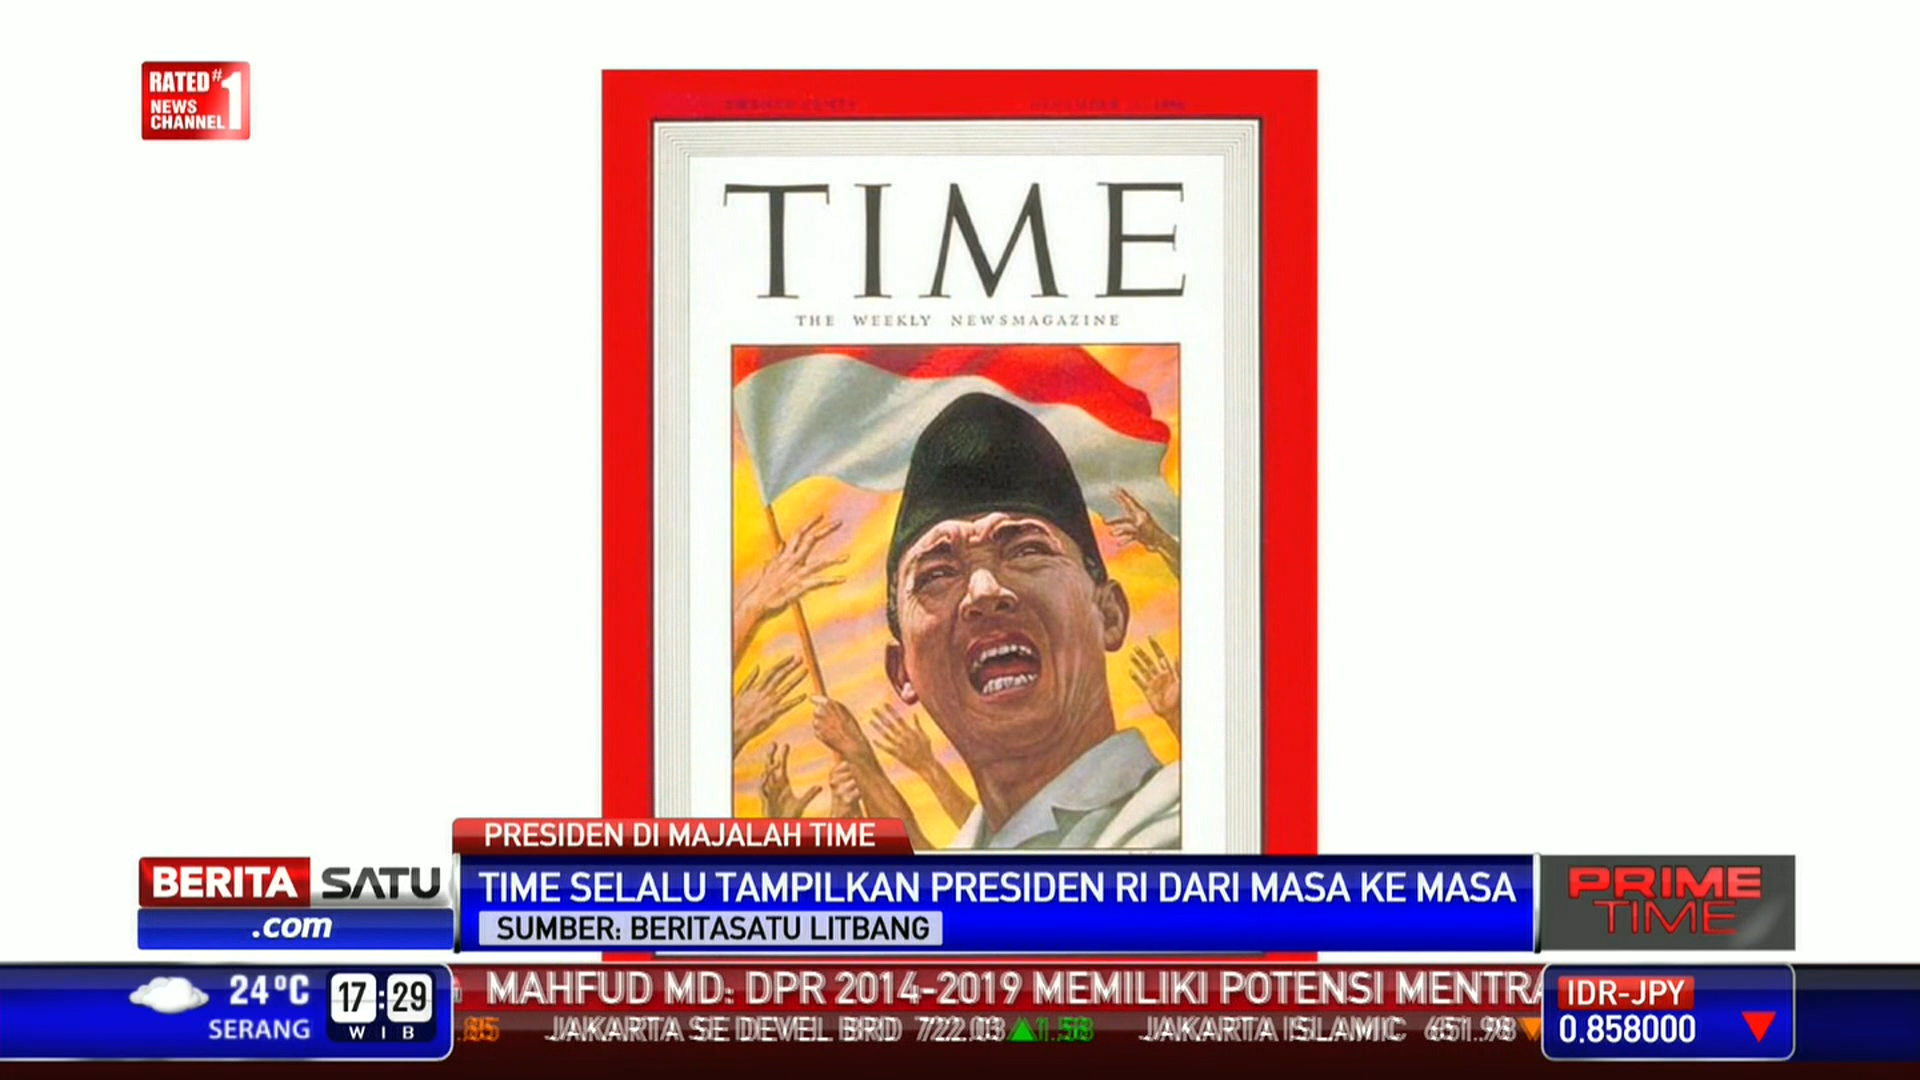 RATED #1
NEWS
CHANNEL
TIME
THE WEEKLY NEWSMAGAZINE
PRESIDEN DI MAJALAH TIME
BERITA SATU
.com
TIME SELALU TAMPILKAN PRESIDEN RI DARI MASA KE MASA
SUMBER: BERITASATU LITBANG
PRIME
TIME
24°C
SERANG
17:29
WIB
MAHFUD MD: DPR 2014-2019 MEMILIKI POTENSI MENTRA
.85 JAKARTA SE DEVEL BRD 722.03 ▲1.58 JAKARTA ISLAMIC 651.98
IDR-JPY
0.858000